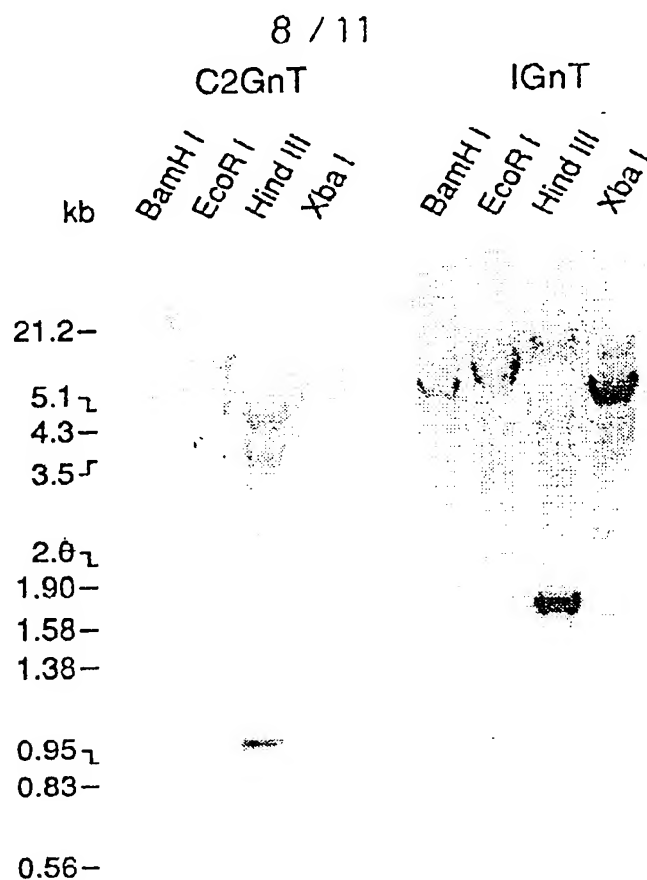 8 / 11
C2GnT IGnT
BamH I EcoR I Hind III Xba I BamH I EcoR I Hind III Xba I
kb
21.2
5.1
4.3
3.5
2.0
1.90
1.58
1.38
0.95
0.83
0.56